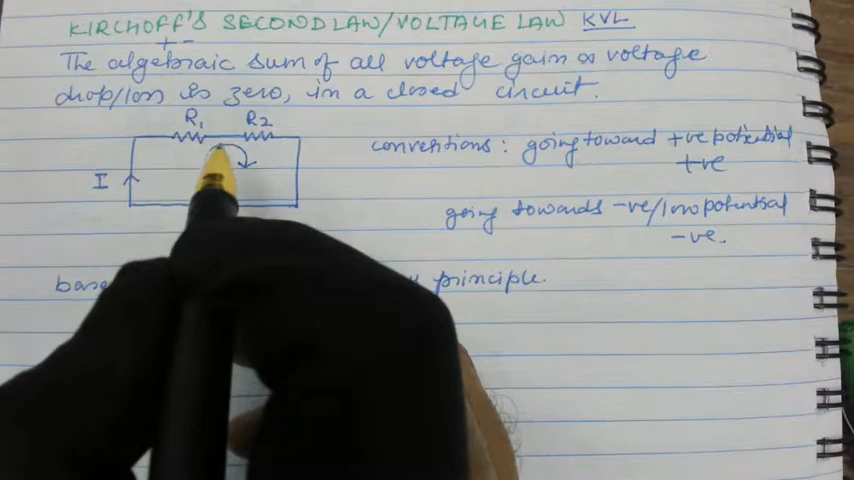 KIRCHOFF'S SECOND LAW/VOLTAGE LAW KVL
+ -
The algebraic sum of all voltage gain or voltage
drop/loss is zero, in a closed circuit.
R1 R2
conventions : going toward +ve potential
+ve
I
going towards -ve/low potential
-ve.
principle.